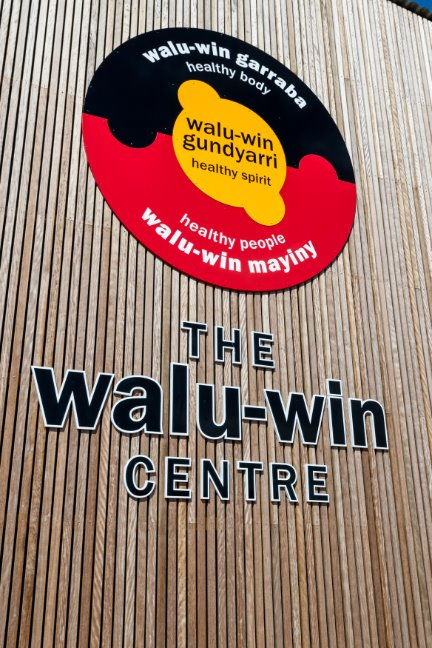 walu-win garraba
healthy body
walu-win
gundyarri
healthy spirit
healthy people
walu-win mayiny
THE
walu-win
CENTRE